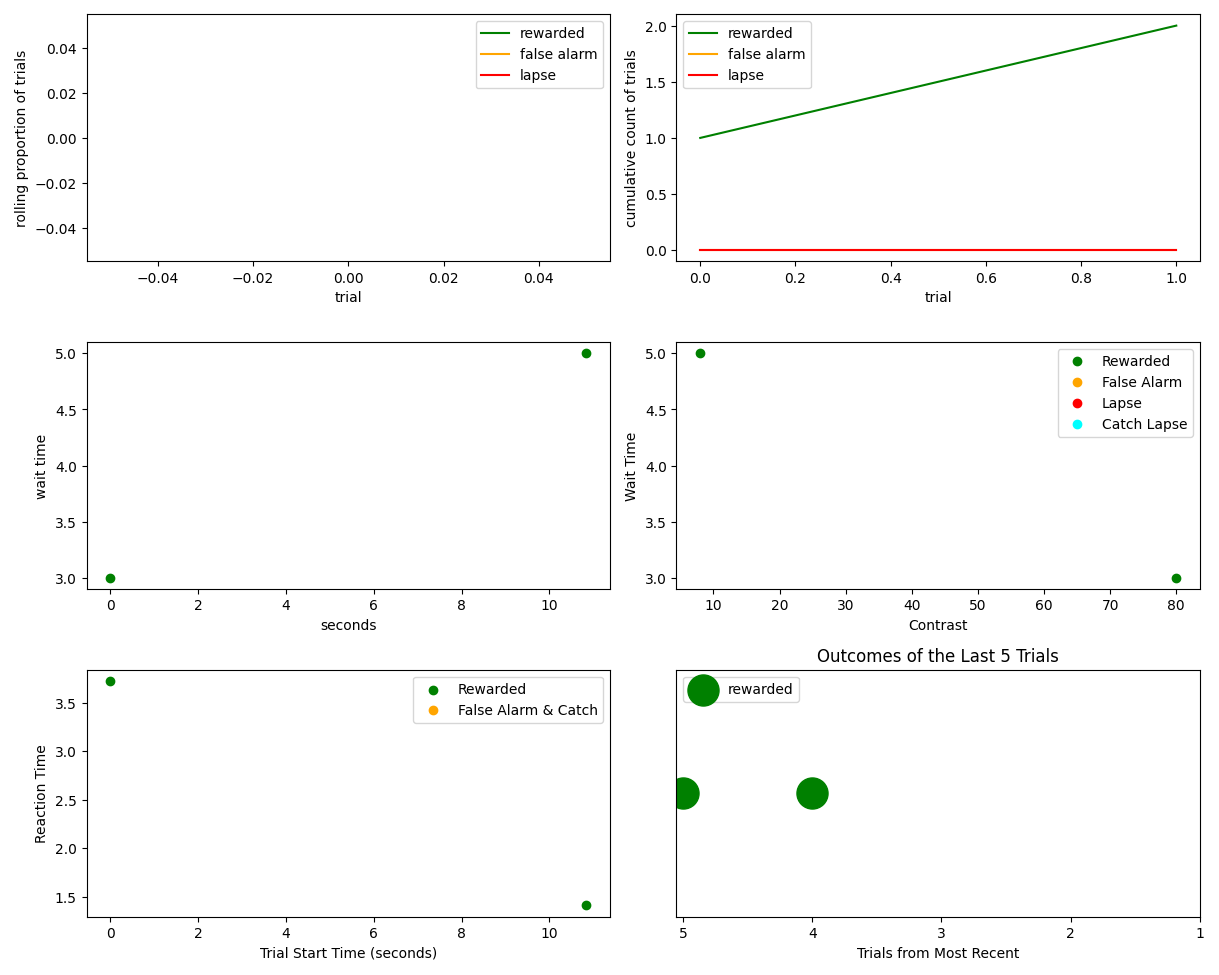 rolling proportion of trials
0.04
0.02
0.00
−0.02
−0.04
rewarded
false alarm
lapse
−0.04
−0.02
0.00
0.02
0.04
trial
cumulative count of trials
2.0
1.5
1.0
0.5
0.0
rewarded
false alarm
lapse
0.0
0.2
0.4
0.6
0.8
1.0
trial
wait time
5.0
4.5
4.0
3.5
3.0
0
2
4
6
8
10
seconds
Wait Time
5.0
4.5
4.0
3.5
3.0
Rewarded
False Alarm
Lapse
Catch Lapse
10
20
30
40
50
60
70
80
Contrast
Reaction Time
3.5
3.0
2.5
2.0
1.5
Rewarded
False Alarm & Catch
0
2
4
6
8
10
Trial Start Time (seconds)
Outcomes of the Last 5 Trials
rewarded
5
4
3
2
1
Trials from Most Recent